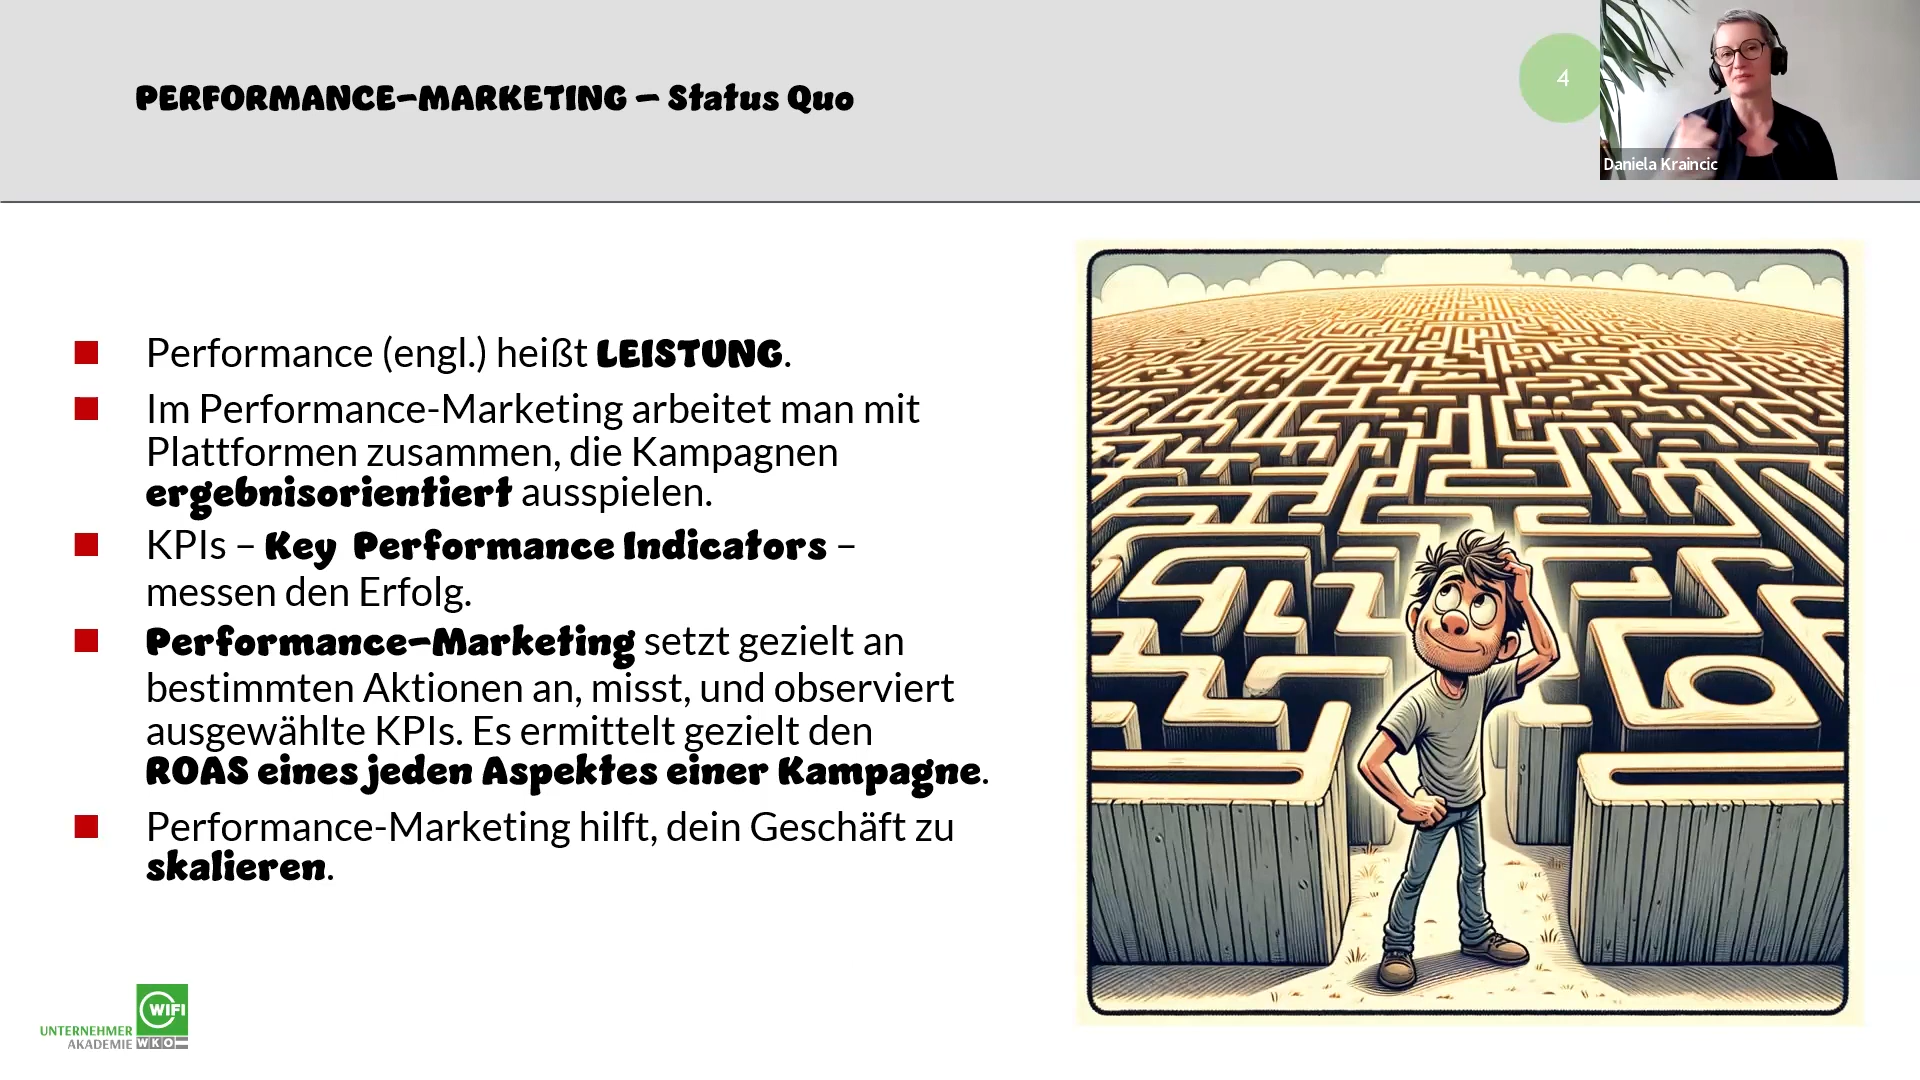 PERFORMANCE-MARKETING – Status Quo
4
Daniela Kraincic
Performance (engl.) heißt LEISTUNG.
Im Performance-Marketing arbeitet man mit
Plattformen zusammen, die Kampagnen
ergebnisorientiert ausspielen.
KPIs – Key Performance Indicators –
messen den Erfolg.
Performance-Marketing setzt gezielt an
bestimmten Aktionen an, misst, und observiert
ausgewählte KPIs. Es ermittelt gezielt den
ROAS eines jeden Aspektes einer Kampagne.
Performance-Marketing hilft, dein Geschäft zu
skalieren.
WIFI
UNTERNEHMER
AKADEMIE WKO